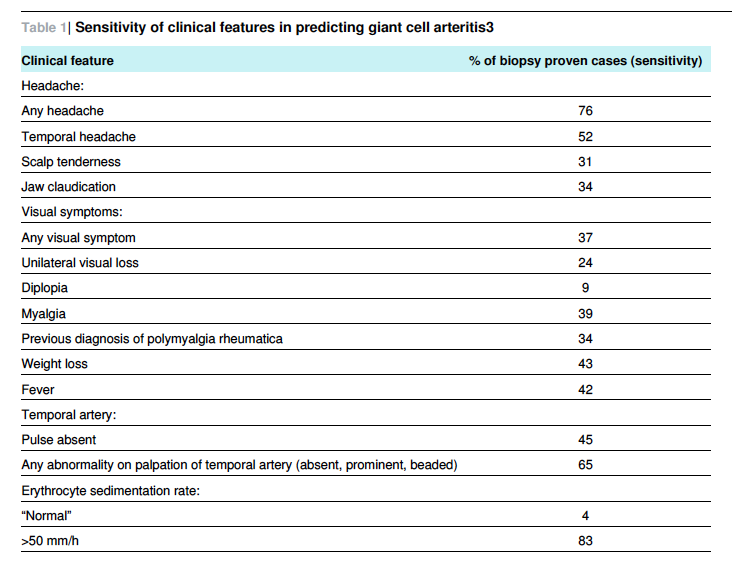 Table 1| Sensitivity of clinical features in predicting giant cell arteritis3
Clinical feature % of biopsy proven cases (sensitivity)
Headache:
Any headache 76
Temporal headache 52
Scalp tenderness 31
Jaw claudication 34
Visual symptoms:
Any visual symptom 37
Unilateral visual loss 24
Diplopia 9
Myalgia 39
Previous diagnosis of polymyalgia rheumatica 34
Weight loss 43
Fever 42
Temporal artery:
Pulse absent 45
Any abnormality on palpation of temporal artery (absent, prominent, beaded) 65
Erythrocyte sedimentation rate:
“Normal” 4
>50 mm/h 83